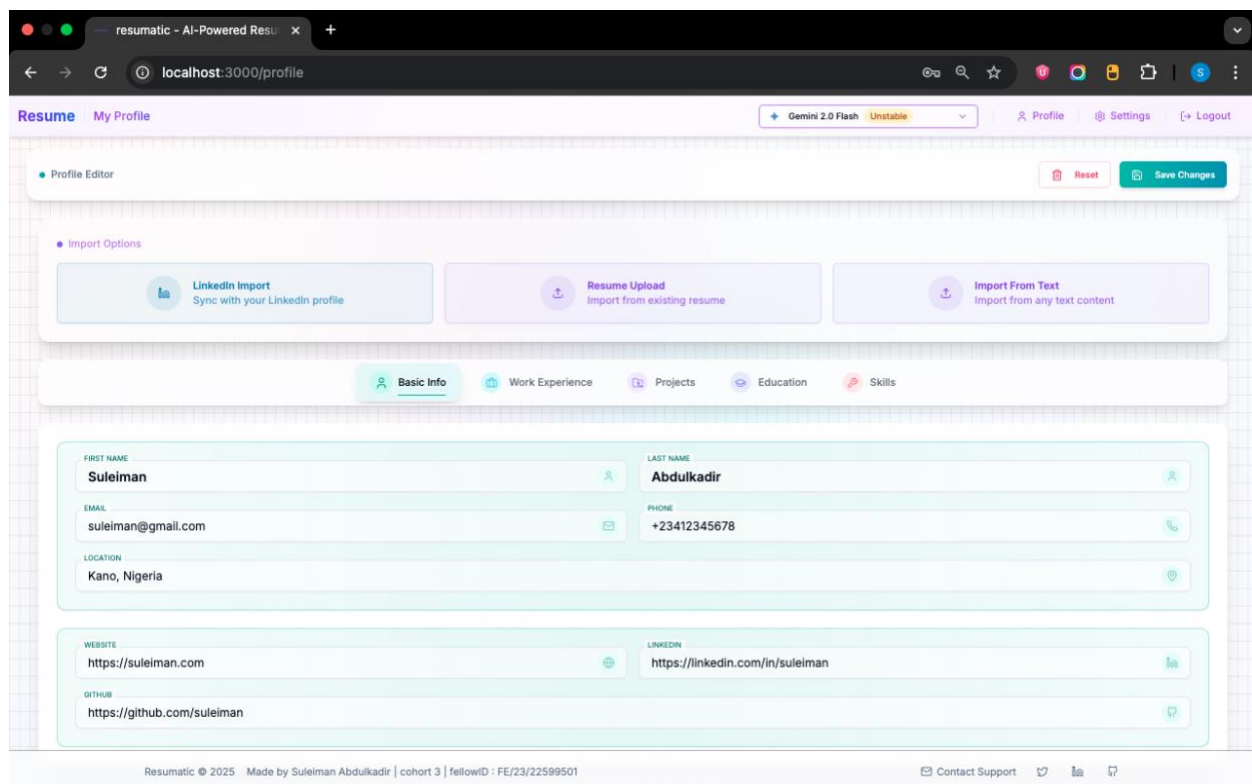 resumatic - AI-Powered Resu
localhost:3000/profile
S
Resume My Profile Gemini 2.0 Flash Unstable Profile Settings Logout
Profile Editor Reset Save Changes
Import Options
LinkedIn Import
Sync with your LinkedIn profile
Resume Upload
Import from existing resume
Import From Text
Import from any text content
Basic Info Work Experience Projects Education Skills
FIRST NAME
Suleiman
LAST NAME
Abdulkadir
EMAIL
suleiman@gmail.com
PHONE
+23412345678
LOCATION
Kano, Nigeria
WEBSITE
https://suleiman.com
LINKEDIN
https://linkedin.com/in/suleiman
GITHUB
https://github.com/suleiman
Resumatic © 2025 Made by Suleiman Abdulkadir | cohort 3 | fellowID : FE/23/22599501 Contact Support